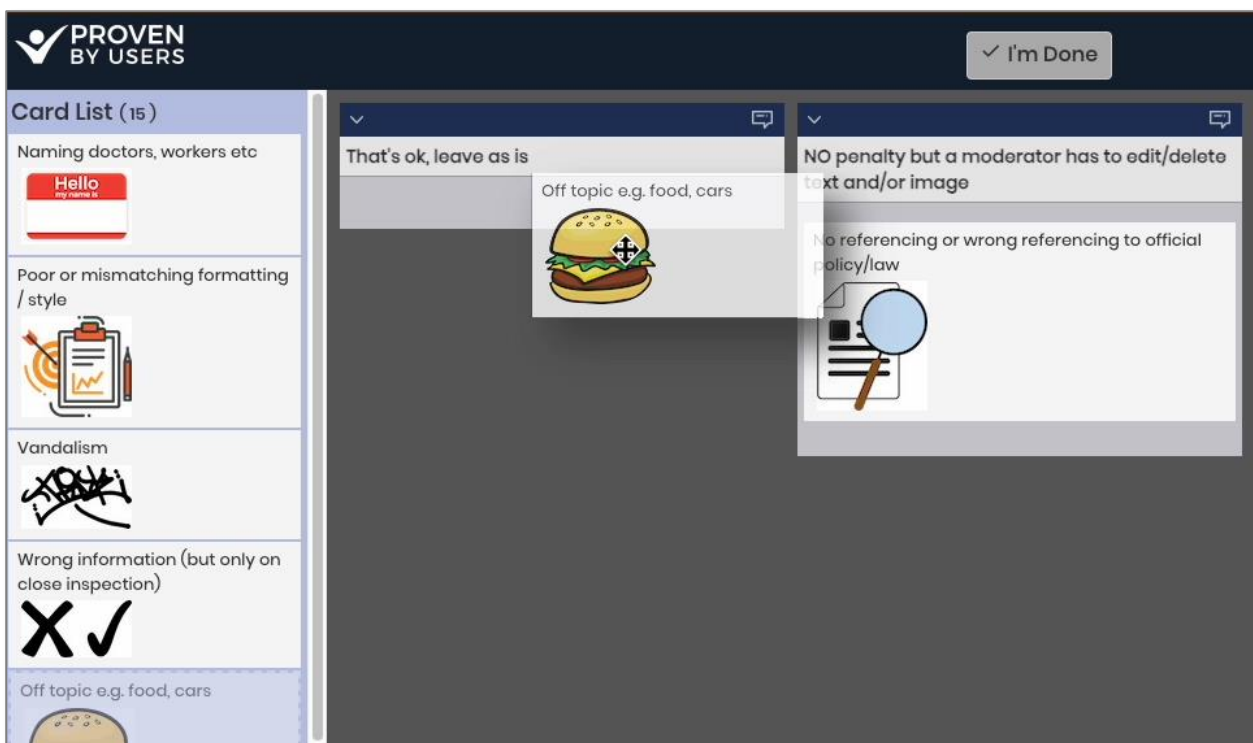 PROVEN
BY USERS
✓ I'm Done
Card List (15)
Naming doctors, workers etc
Hello
my name is
Poor or mismatching formatting
/ style
Vandalism
Wrong information (but only on
close inspection)
Off topic e.g. food, cars
That's ok, leave as is
Off topic e.g. food, cars
NO penalty but a moderator has to edit/delete
text and/or image
No referencing or wrong referencing to official
policy/law